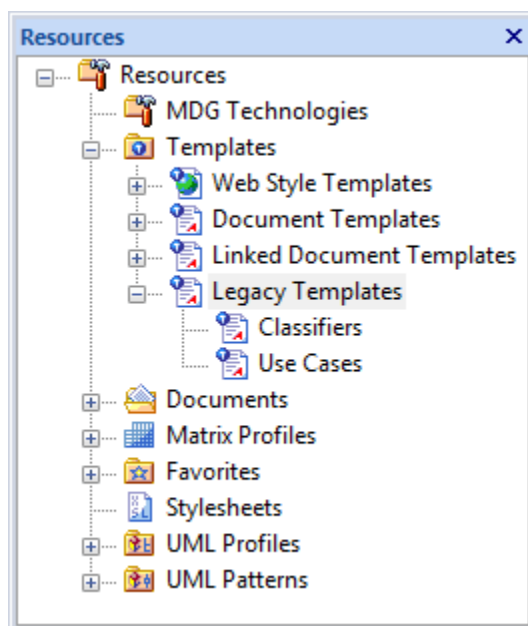 Resources
Resources
MDG Technologies
Templates
Web Style Templates
Document Templates
Linked Document Templates
Legacy Templates
Classifiers
Use Cases
Documents
Matrix Profiles
Favorites
Stylesheets
UML Profiles
UML Patterns